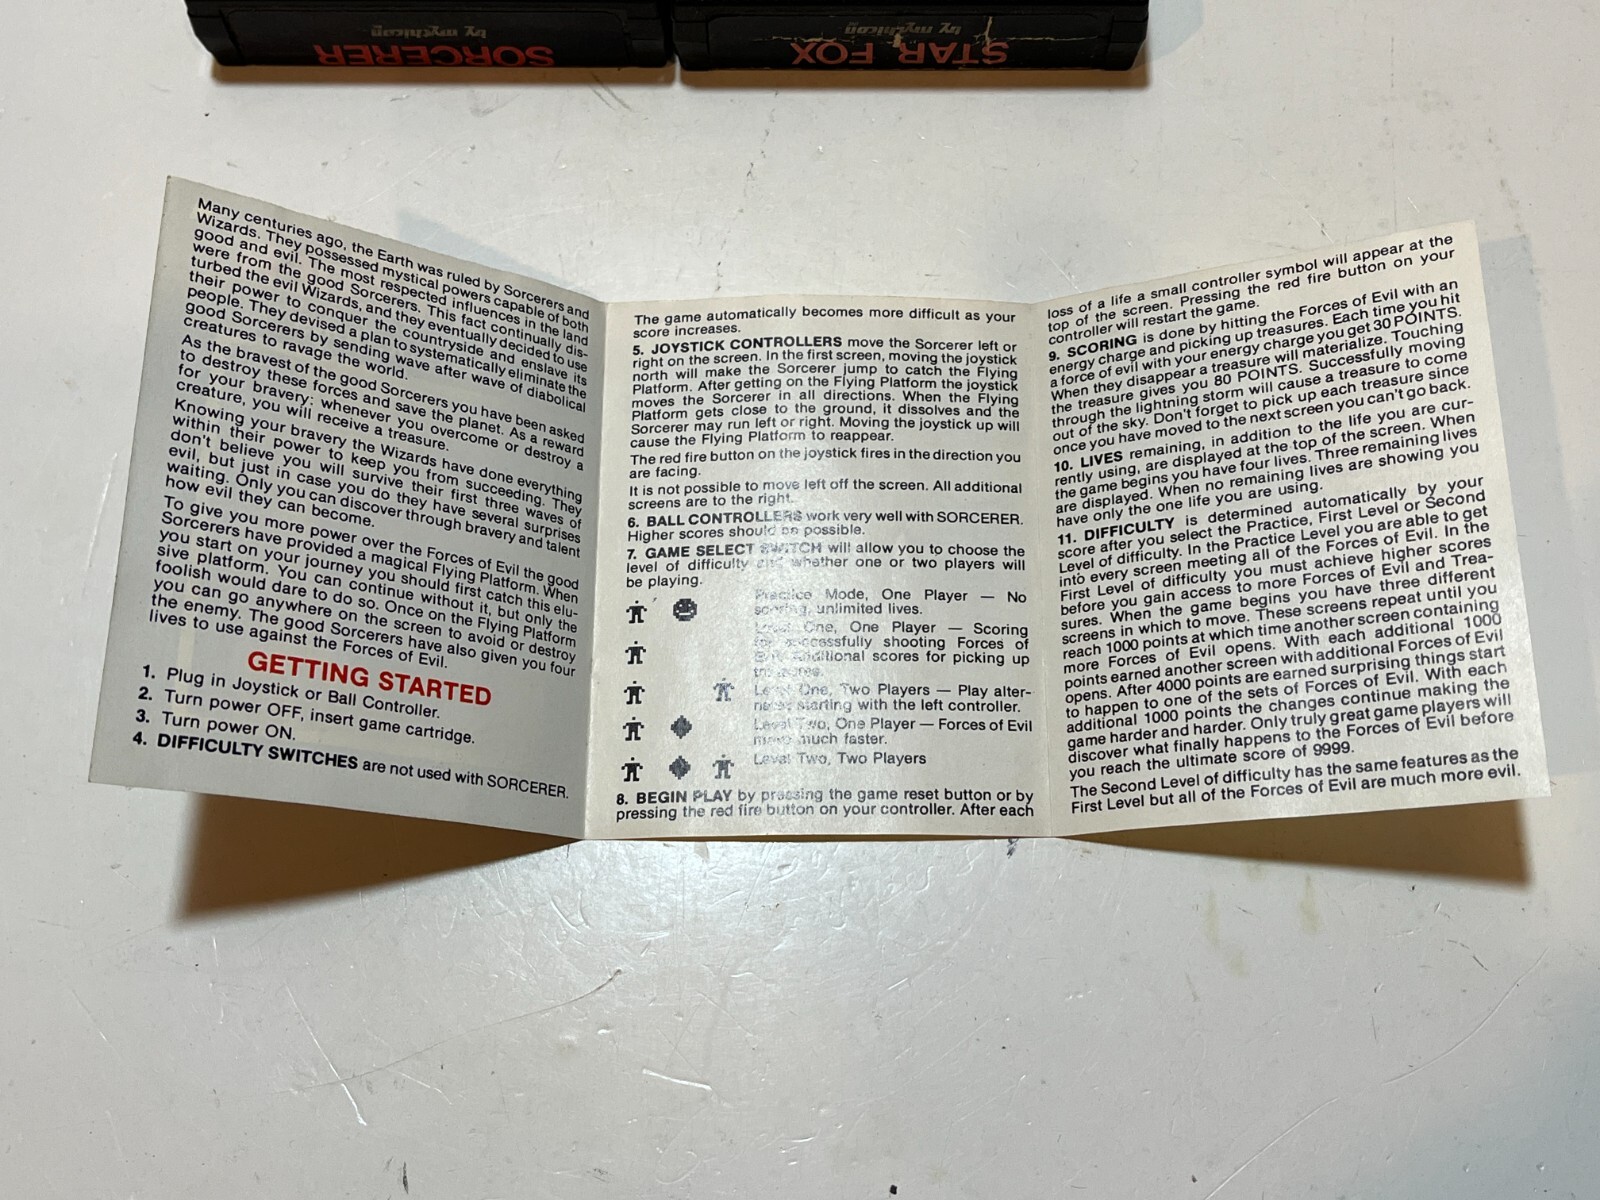 SORCERER
by mythicon
STAR FOX
by mythicon
Many centuries ago, the Earth was ruled by Sorcerers and
Wizards. They possessed mystical powers capable of both
good and evil. The most respected influences in the land
were from the good Sorcerers. This fact continually dis-
turbed the evil Wizards, and they eventually decided to use
their power to conquer the countryside and enslave its
people. They devised a plan to systematically eliminate the
good Sorcerers by sending wave after wave of diabolical
creatures to ravage the world.
As the bravest of the good Sorcerers you have been asked
to destroy these forces and save the planet. As a reward
for your bravery; whenever you overcome or destroy a
creature, you will receive a treasure.
Knowing your bravery the Wizards have done everything
within their power to keep you from succeeding. They
don't believe you will survive their first three waves of
evil, but just in case you do they have several surprises
waiting. Only you can discover through bravery and talent
how evil they can become.
To give you more power over the Forces of Evil the good
Sorcerers have provided a magical Flying Platform. When
you start on your journey you should first catch this elu-
sive platform. You can continue without it, but only the
foolish would dare to do so. Once on the Flying Platform
you can go anywhere on the screen to avoid or destroy
the enemy. The good Sorcerers have also given you four
lives to use against the Forces of Evil.
GETTING STARTED
1. Plug in Joystick or Ball Controller.
2. Turn power OFF, insert game cartridge.
3. Turn power ON.
4. DIFFICULTY SWITCHES are not used with SORCERER.
The game automatically becomes more difficult as your
score increases.
5. JOYSTICK CONTROLLERS move the Sorcerer left or
right on the screen. In the first screen, moving the joystick
north will make the Sorcerer jump to catch the Flying
Platform. After getting on the Flying Platform the joystick
moves the Sorcerer in all directions. When the Flying
Platform gets close to the ground, it dissolves and the
Sorcerer may run left or right. Moving the joystick up will
cause the Flying Platform to reappear.
The red fire button on the joystick fires in the direction you
are facing.
It is not possible to move left off the screen. All additional
screens are to the right.
6. BALL CONTROLLERS work very well with SORCERER.
Higher scores should be possible.
7. GAME SELECT SWITCH will allow you to choose the
level of difficulty and whether one or two players will
be playing.
Practice Mode, One Player — No
scoring, unlimited lives.
Level One, One Player — Scoring
for successfully shooting Forces of
Evil. Additional scores for picking up
treasures.
Level One, Two Players — Play alter-
nates starting with the left controller.
Level Two, One Player — Forces of Evil
move much faster.
Level Two, Two Players
8. BEGIN PLAY by pressing the game reset button or by
pressing the red fire button on your controller. After each
loss of a life a small controller symbol will appear at the
top of the screen. Pressing the red fire button on your
controller will restart the game.
9. SCORING is done by hitting the Forces of Evil with an
energy charge and picking up treasures. Each time you hit
a force of evil with your energy charge you get 30 POINTS.
When they disappear a treasure will materialize. Touching
the treasure gives you 80 POINTS. Successfully moving
through the lightning storm will cause a treasure to come
out of the sky. Don't forget to pick up each treasure since
once you have moved to the next screen you can't go back.
10. LIVES remaining, in addition to the life you are cur-
rently using, are displayed at the top of the screen. When
the game begins you have four lives. Three remaining lives
are displayed. When no remaining lives are showing you
have only the one life you are using.
11. DIFFICULTY is determined automatically by your
score after you select the Practice, First Level or Second
Level of difficulty. In the Practice Level you are able to get
into every screen meeting all of the Forces of Evil. In the
First Level of difficulty you must achieve higher scores
before you gain access to more Forces of Evil and Trea-
sures. When the game begins you have three different
screens in which to move. These screens repeat until you
reach 1000 points at which time another screen containing
more Forces of Evil opens. With each additional 1000
points earned another screen with additional Forces of Evil
opens. After 4000 points are earned surprising things start
to happen to one of the sets of Forces of Evil. With each
additional 1000 points the changes continue making the
game harder and harder. Only truly great game players will
discover what finally happens to the Forces of Evil before
you reach the ultimate score of 9999.
The Second Level of difficulty has the same features as the
First Level but all of the Forces of Evil are much more evil.